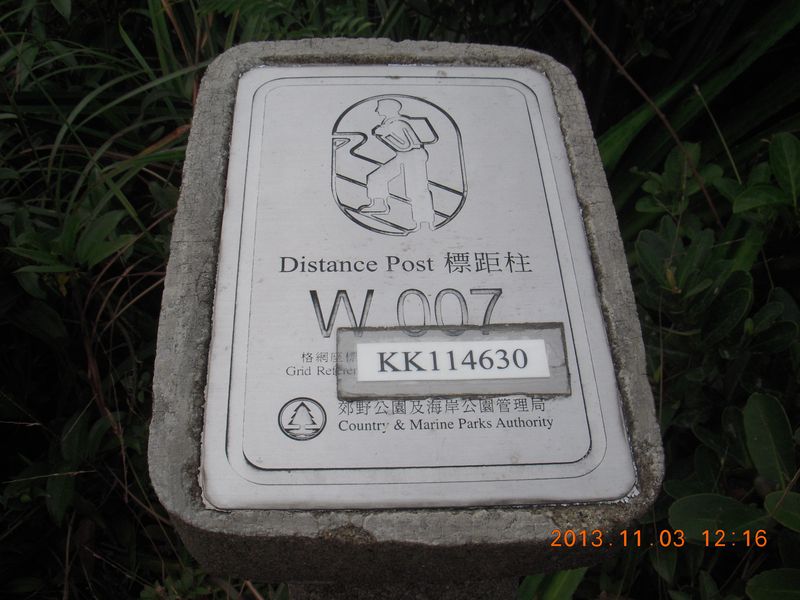 Distance Post 標距柱
W 007
格網座標
Grid
KK114630
郊野公園及海岸公園管理局
Country & Marine Parks Authority
2013.11.03 12:16